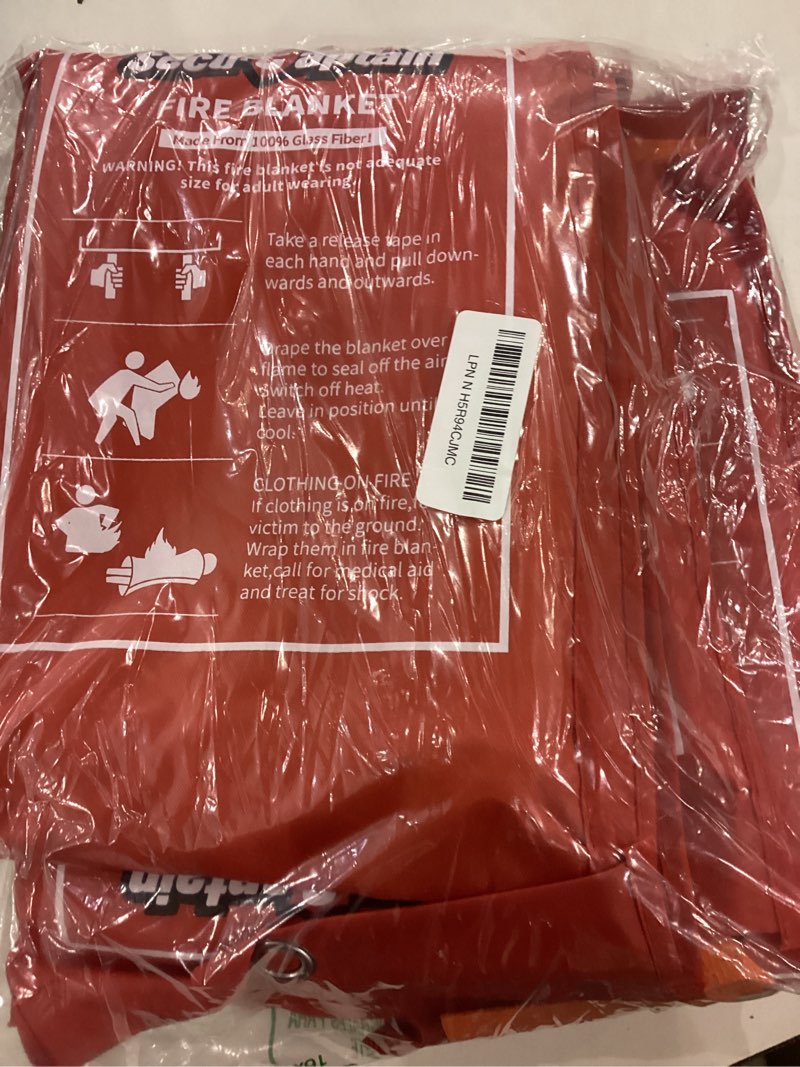 FIRE BLANKET
Made From 100% Glass Fiber!
WARNING! This fire blanket is not adequate
size for adult wearing!
Take a release tape in
each hand and pull down-
wards and outwards.
rape the blanket over
flame to seal off the air
Switch off heat.
Leave in position unti
cool.
CLOTHING ON FIRE
If clothing is on fire,
victim to the ground.
Wrap them in fire blan-
ket,call for medical aid
and treat for shock.
LPN N H5R94CJMC